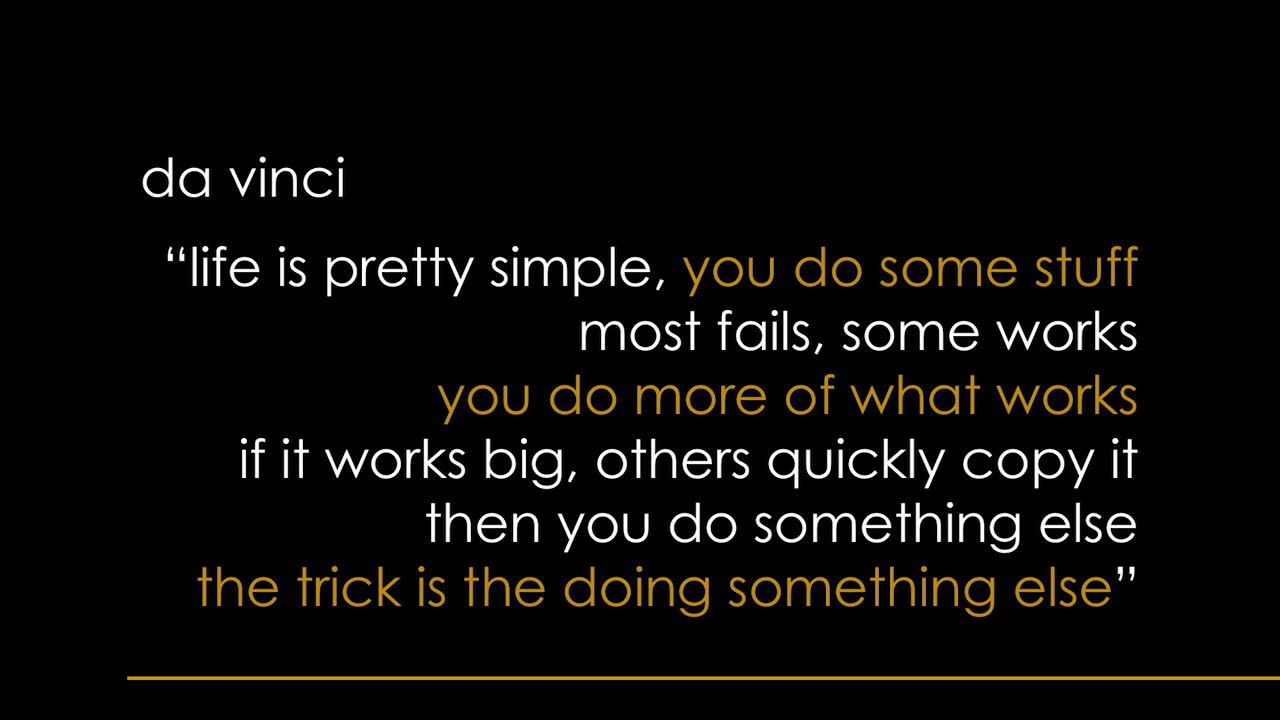 da vinci
“life is pretty simple, you do some stuff
most fails, some works
you do more of what works
if it works big, others quickly copy it
then you do something else
the trick is the doing something else”